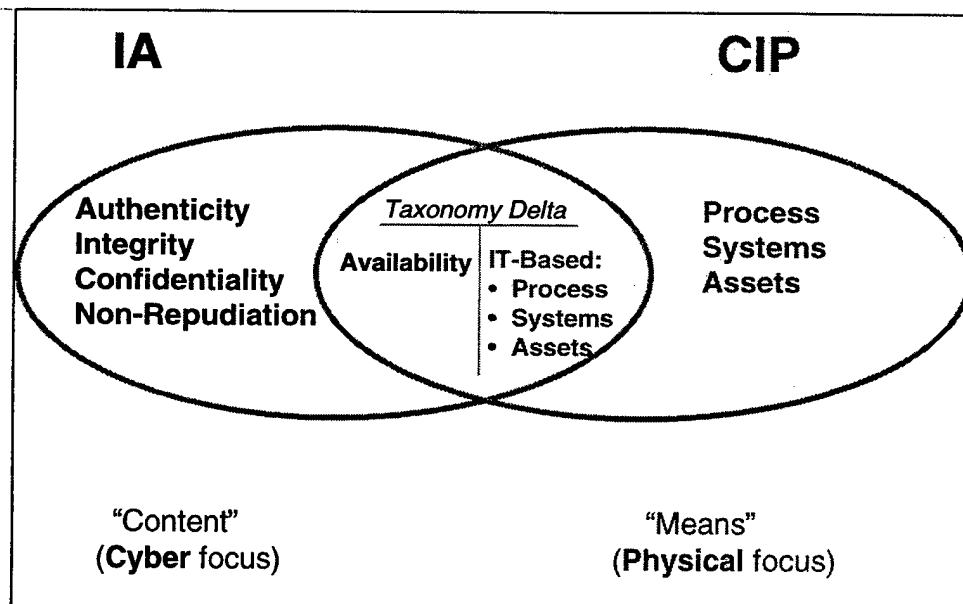 IA
CIP
Authenticity
Integrity
Confidentiality
Non-Repudiation
Taxonomy Delta
Availability
IT-Based:
• Process
• Systems
• Assets
Process
Systems
Assets
“Content”
(Cyber focus)
“Means”
(Physical focus)